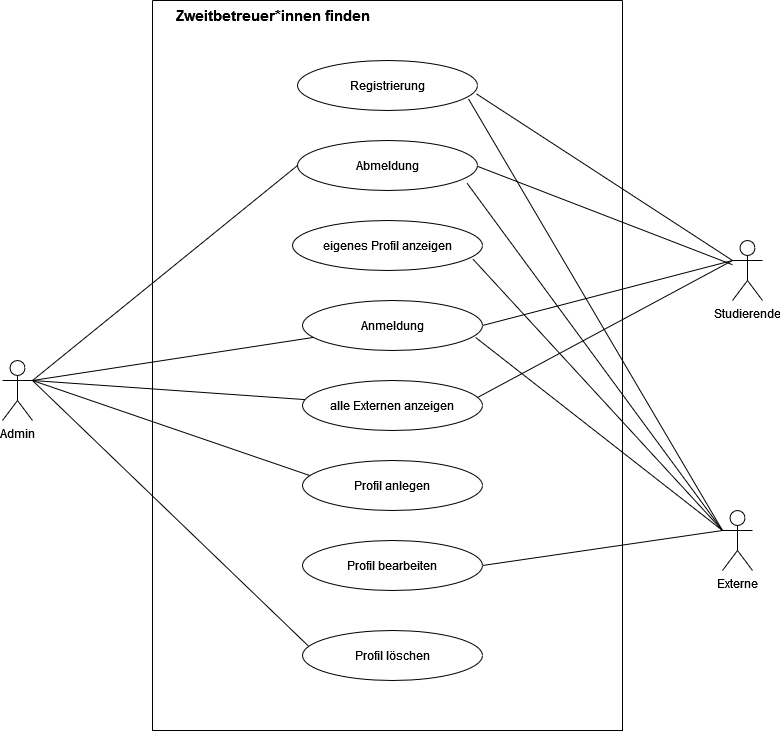 Zweitbetreuer*innen finden
Registrierung
Abmeldung
eigenes Profil anzeigen
Studierende
Anmeldung
alle Externen anzeigen
Admin
Profil anlegen
Profil bearbeiten
Externe
Profil löschen